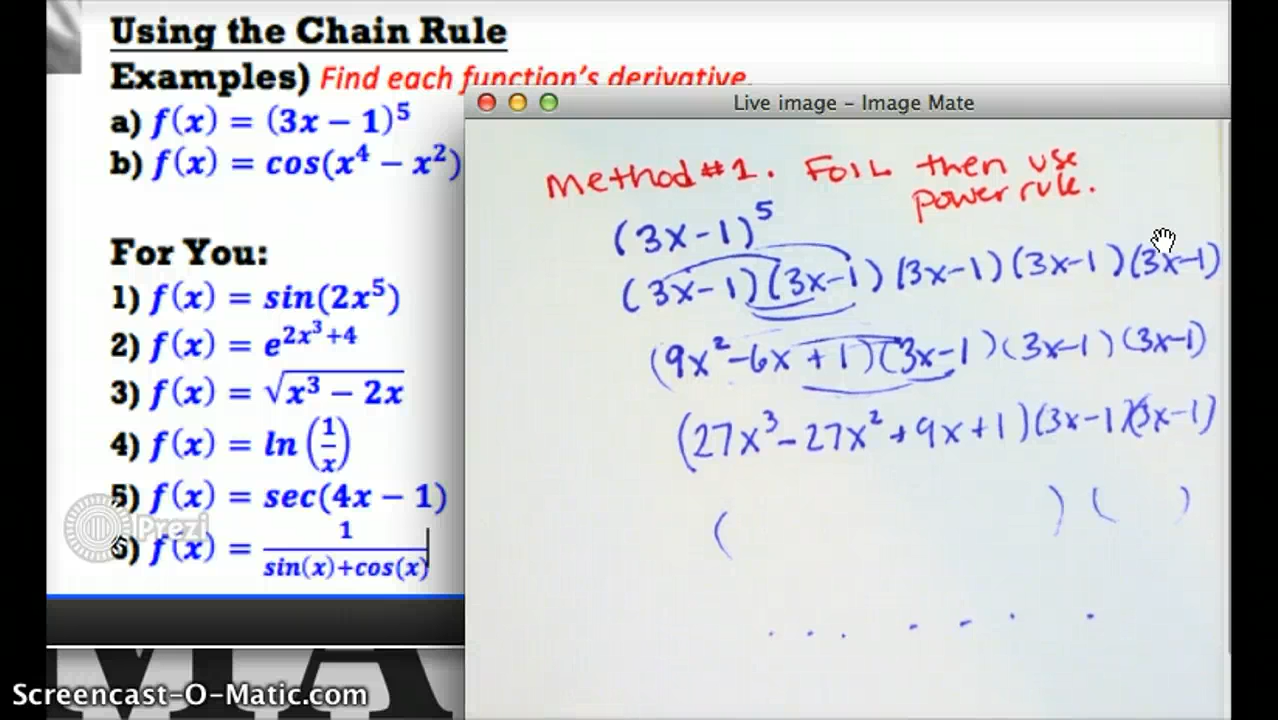 Using the Chain Rule
Examples) Find each function's derivative.
a) f(x) = (3x − 1)⁵
b) f(x) = cos(x⁴ − x²)
For You:
1) f(x) = sin(2x⁵)
2) f(x) = e^(2x³+4)
3) f(x) = √(x³ − 2x)
4) f(x) = ln(1/x)
5) f(x) = sec(4x − 1)
6) f(x) = 1/(sin(x)+cos(x))
Prezi
Live image - Image Mate
Method #1. FOIL then use
power rule.
(3x-1)⁵
(3x-1)(3x-1)(3x-1)(3x-1)(3x-1)
(9x²-6x+1)(3x-1)(3x-1)(3x-1)
(27x³-27x²+9x+1)(3x-1)(3x-1)
( ) ( )
. . . . . . .
Screencast-O-Matic.com